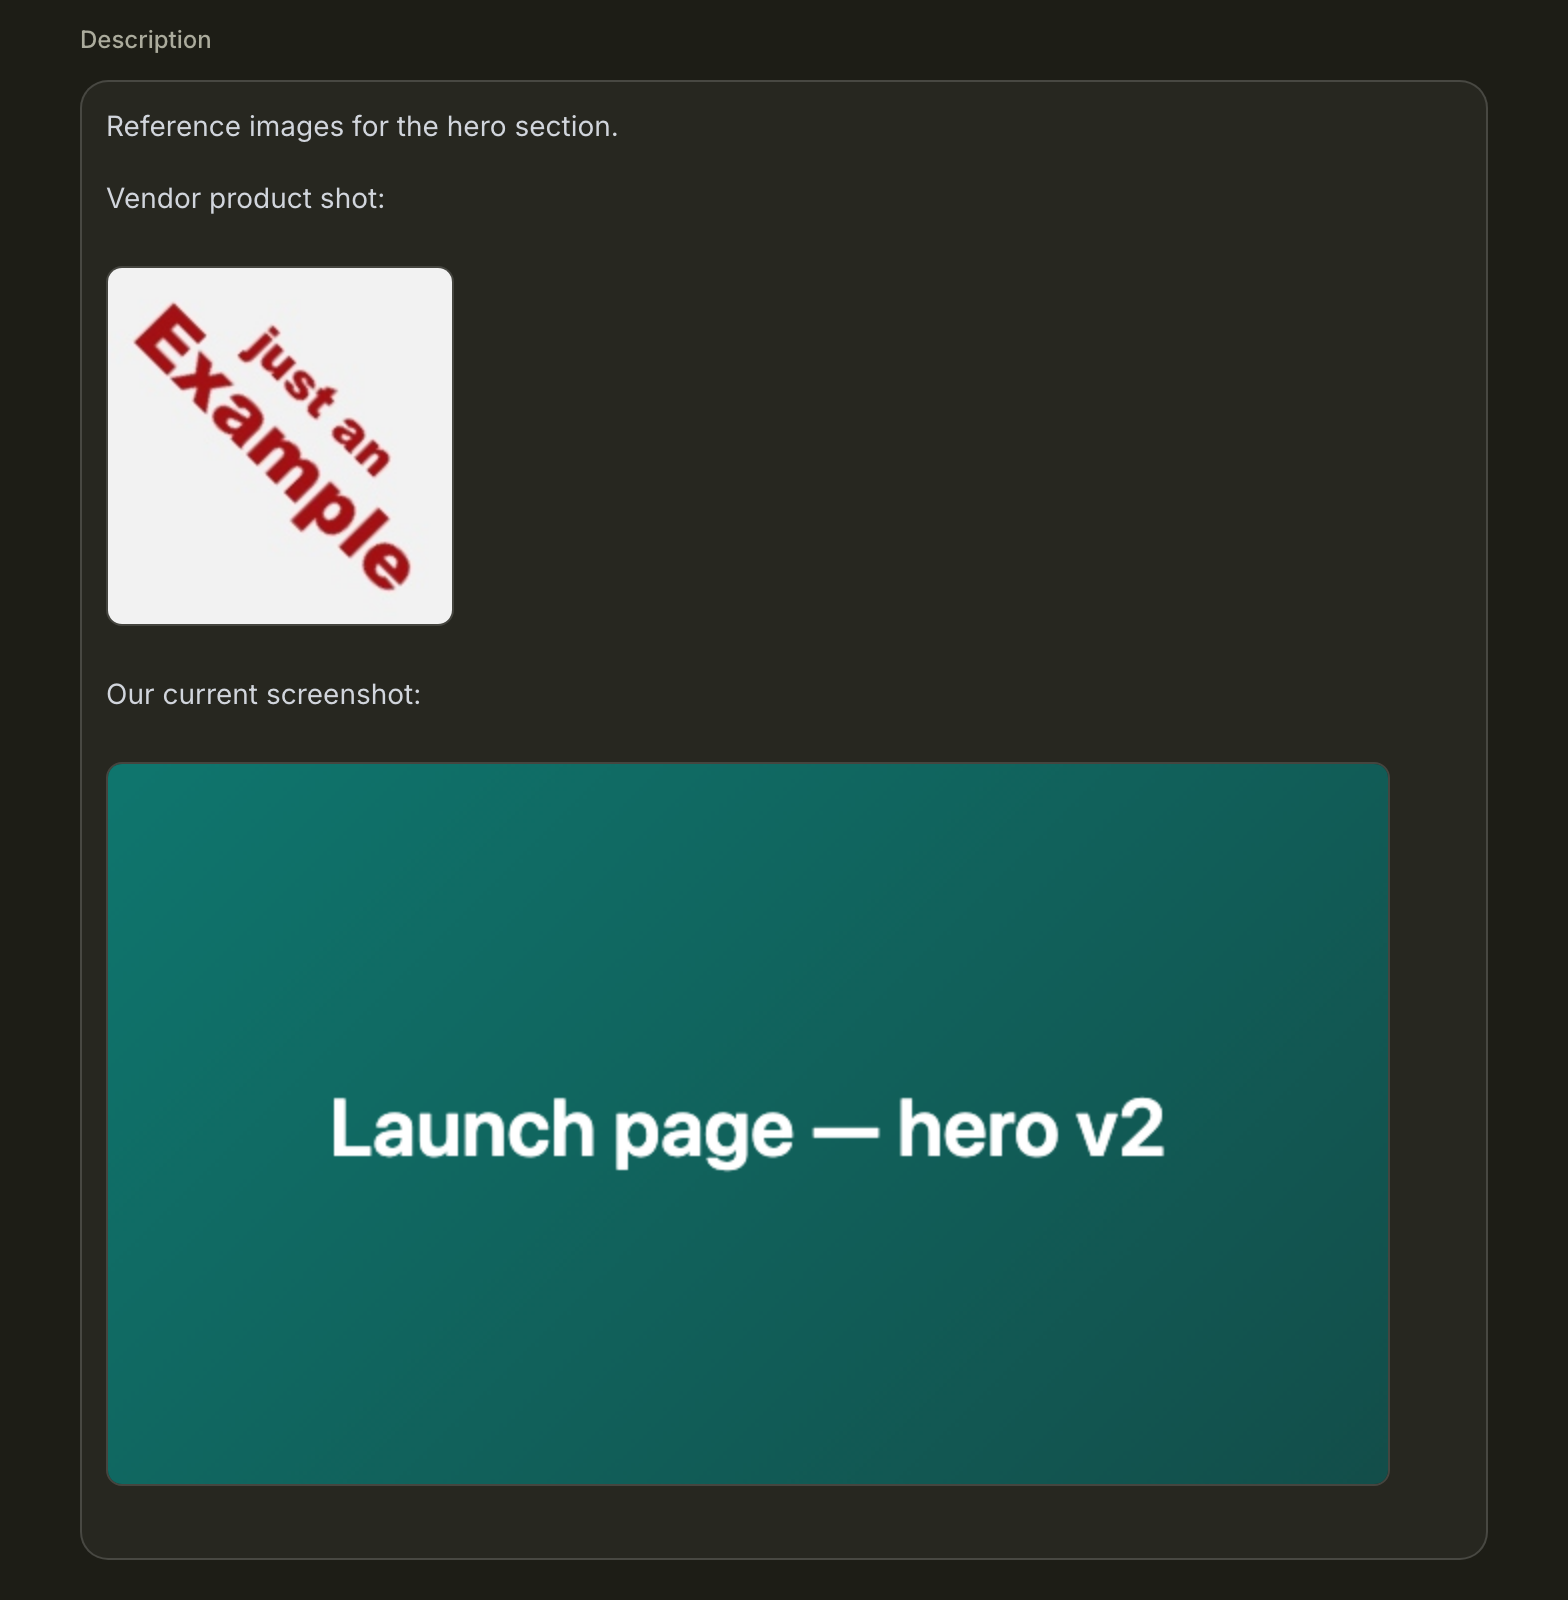 Description
Reference images for the hero section.
Vendor product shot:
just an
Example
Our current screenshot:
Launch page — hero v2